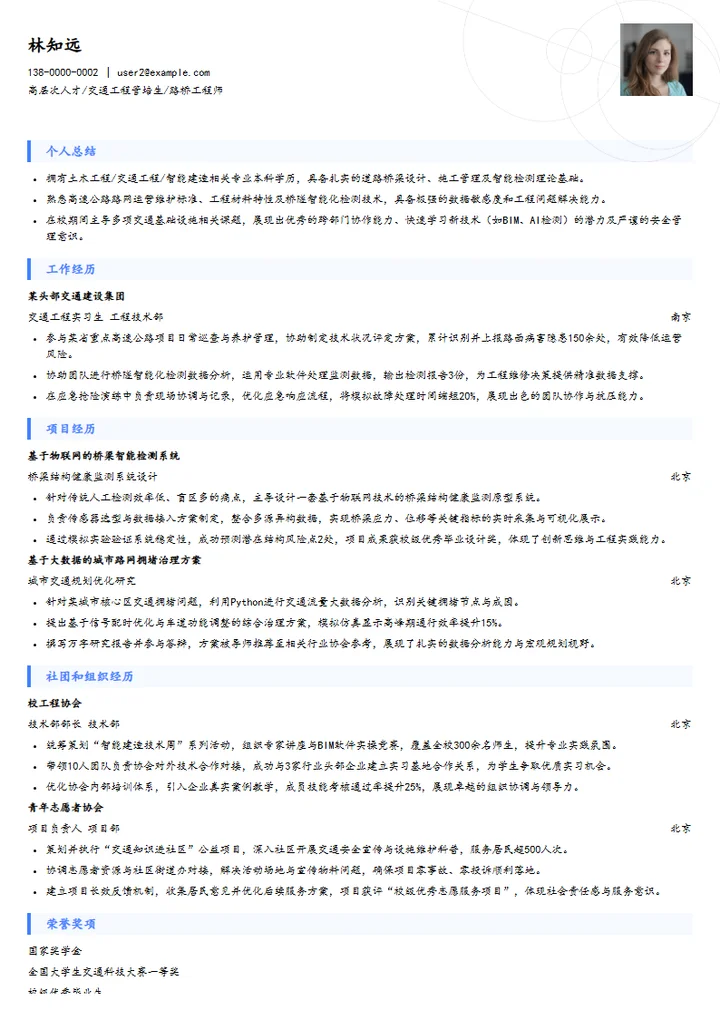 林知远
138-0000-0002 | user2@example.com
高层次人才/交通工程管培生/路桥工程师
个人总结
• 拥有土木工程/交通工程/智能建造相关专业本科学历，具备扎实的道路桥梁设计、施工管理及智能检测理论基础。
• 熟悉高速公路路网运营维护标准、工程材料特性及桥隧智能化检测技术，具备极强的数据敏感度和工程问题解决能力。
• 在校期间主导多项交通基础设施相关课题，展现出优秀的跨部门协作能力、快速学习新技术（如BIM、AI检测）的潜力及严谨的安全管
理意识。
工作经历
某头部交通建设集团
交通工程实习生 工程技术部 南京
• 参与某省重点高速公路项目日常巡查与养护管理，协助制定技术状况评定方案，累计识别并上报路面病害隐患150余处，有效降低运营
风险。
• 协助团队进行桥隧智能化检测数据分析，运用专业软件处理监测数据，输出检测报告3份，为工程维修决策提供精准数据支撑。
• 在应急抢险演练中负责现场协调与记录，优化应急响应流程，将模拟故障处理时间缩短20%，展现出色的团队协作与抗压能力。
项目经历
基于物联网的桥梁智能检测系统
桥梁结构健康监测系统设计 北京
• 针对传统人工检测效率低、盲区多的痛点，主导设计一套基于物联网技术的桥梁结构健康监测原型系统。
• 负责传感器选型与数据接入方案制定，整合多源异构数据，实现桥梁应力、位移等关键指标的实时采集与可视化展示。
• 通过模拟实验验证系统稳定性，成功预测潜在结构风险点2处，项目成果获校级优秀毕业设计奖，体现了创新思维与工程实践能力。
基于大数据的城市路网拥堵治理方案
城市交通规划优化研究 北京
• 针对某城市核心区交通拥堵问题，利用Python进行交通流量大数据分析，识别关键拥堵节点与成因。
• 提出基于信号配时优化与车道功能调整的综合治理方案，模拟仿真显示高峰期通行效率提升15%。
• 撰写万字研究报告并参与答辩，方案被导师推荐至相关行业协会参考，展现了扎实的数据分析能力与宏观规划视野。
社团和组织经历
校工程协会
技术部部长 技术部 北京
• 统筹策划“智能建造技术周”系列活动，组织专家讲座与BIM软件实操竞赛，覆盖全校300余名师生，提升专业实践氛围。
• 带领10人团队负责协会对外技术合作对接，成功与3家行业头部企业建立实习基地合作关系，为学生争取优质实习机会。
• 优化协会内部培训体系，引入企业真实案例教学，成员技能考核通过率提升25%，展现卓越的组织协调与领导力。
青年志愿者协会
项目负责人 项目部 北京
• 策划并执行“交通知识进社区”公益项目，深入社区开展交通安全宣传与设施维护科普，服务居民超500人次。
• 协调志愿者资源与社区街道办对接，解决活动场地与宣传物料问题，确保项目零事故、零投诉顺利落地。
• 建立项目长效反馈机制，收集居民意见并优化后续服务方案，项目获评“校级优秀志愿服务项目”，体现社会责任感与服务意识。
荣誉奖项
国家奖学金
全国大学生交通科技大赛一等奖
校级优秀毕业生